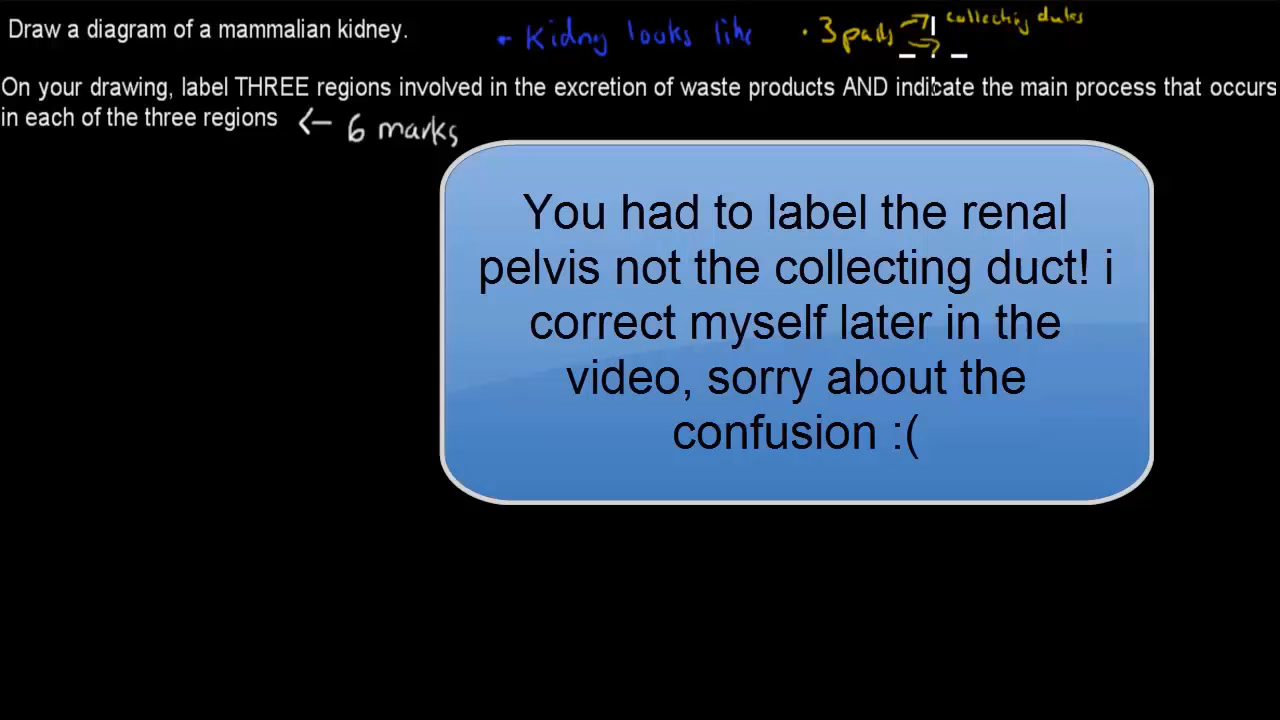 Draw a diagram of a mammalian kidney.
• Kidny looks like
• 3 parts
collecting ducts
On your drawing, label THREE regions involved in the excretion of waste products AND indicate the main process that occurs
in each of the three regions
← 6 marks
You had to label the renal
pelvis not the collecting duct! i
correct myself later in the
video, sorry about the
confusion :(